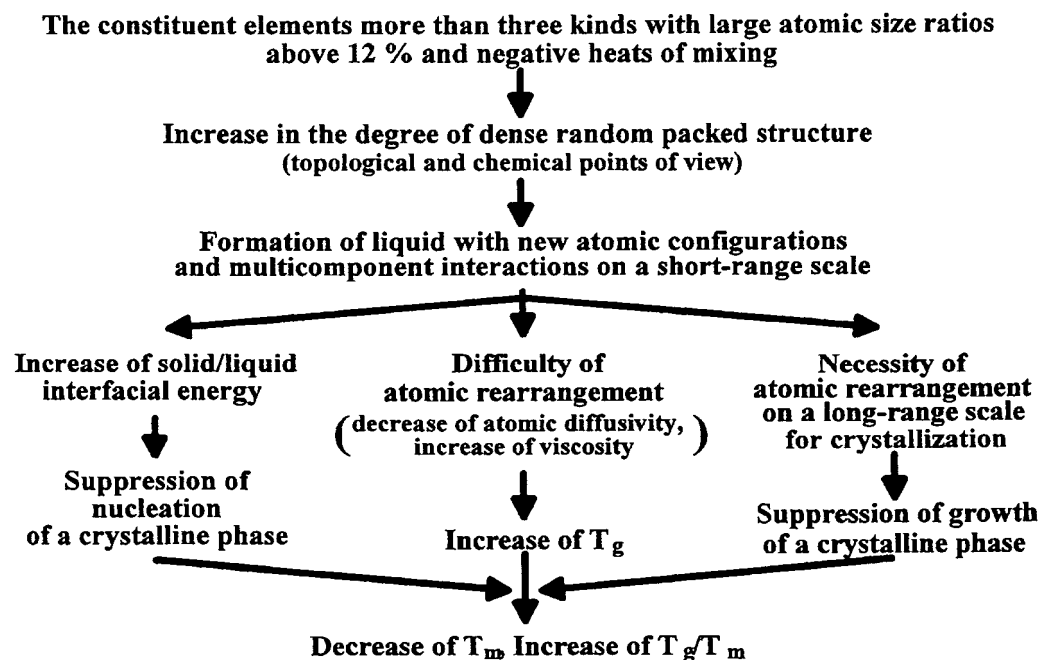 The constituent elements more than three kinds with large atomic size ratios
above 12 % and negative heats of mixing
Increase in the degree of dense random packed structure
(topological and chemical points of view)
Formation of liquid with new atomic configurations
and multicomponent interactions on a short-range scale
Increase of solid/liquid
interfacial energy
Suppression of
nucleation
of a crystalline phase
Difficulty of
atomic rearrangement
(decrease of atomic diffusivity,
increase of viscosity)
Increase of Tg
Necessity of
atomic rearrangement
on a long-range scale
for crystallization
Suppression of growth
of a crystalline phase
Decrease of Tm, Increase of Tg/Tm